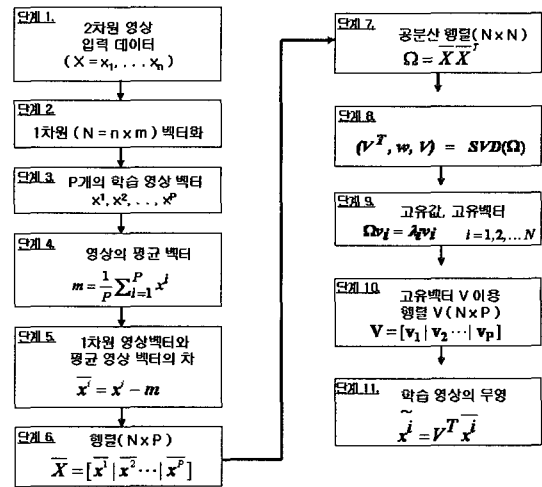 단계 1.
2차원 영상
입력 데이터
(X = x₁, . . . xₙ)
단계 2.
1차원 (N = n x m) 벡터화
단계 3.
P개의 학습 영상 벡터
x¹, x², . . , xᴾ
단계 4.
영상의 평균 벡터
m = 1/P ∑ᵢ₌₁ᴾ xⁱ
단계 5.
1차원 영상벡터와
평균 영상 벡터의 차
x̅ⁱ = xⁱ - m
단계 6.
행렬(N x P)
X̅ = [x̅¹ | x̅² ··· | x̅ᴾ]
단계 7.
공분산 행렬(N x N)
Ω = X̅ X̅ᵀ
단계 8.
(Vᵀ, w, V) = SVD(Ω)
단계 9.
고유값, 고유벡터
Ωvᵢ = λᵢvᵢ i = 1,2,...N
단계 10.
고유벡터 V 이용
행렬 V(N x P)
V = [v₁ | v₂ ··· | vₚ]
단계 11.
학습 영상의 투영
x̃ⁱ = Vᵀ x̅ⁱ